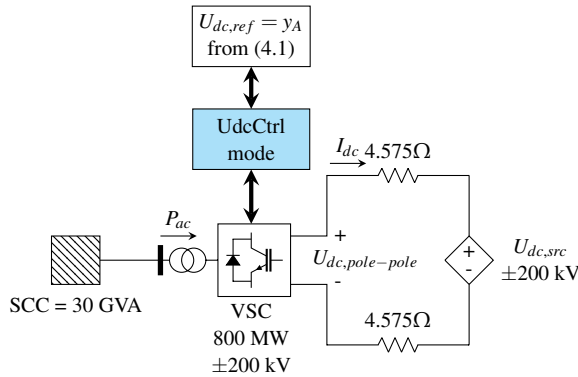 U_{dc,ref} = y_A
from (4.1)
UdcCtrl
mode
I_{dc}
4.575Ω
P_{ac}
+
U_{dc,pole−pole}
-
+
-
U_{dc,src}
±200 kV
SCC = 30 GVA
VSC
800 MW
±200 kV
4.575Ω